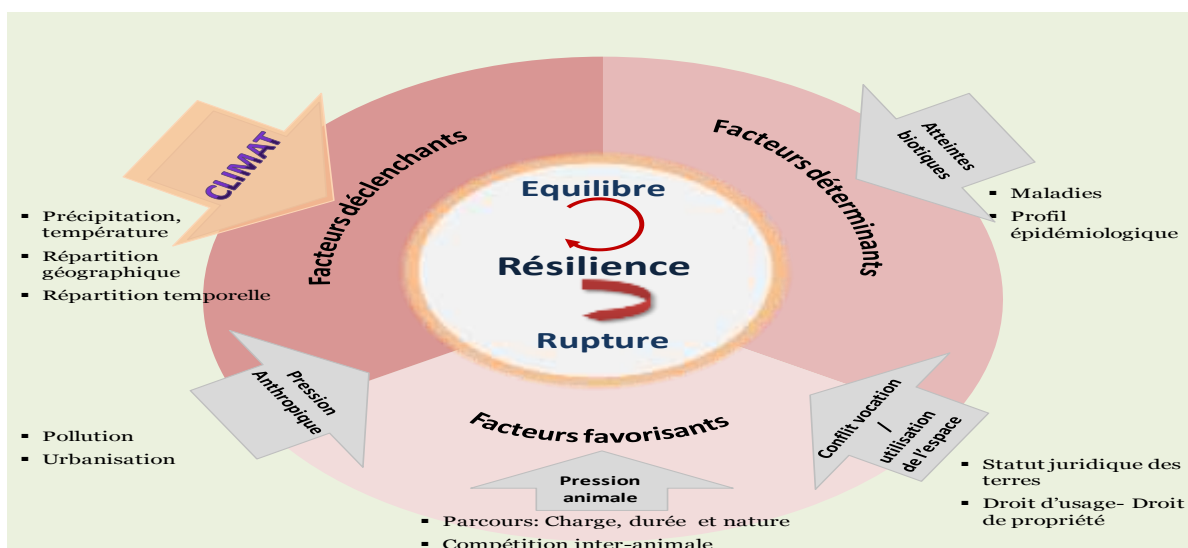 CLIMAT
▪ Précipitation,
température
▪ Répartition
géographique
▪ Répartition temporelle
Facteurs déclenchants
Facteurs déterminants
Atteintes
biotiques
▪ Maladies
▪ Profil
épidémiologique
Equilibre
Résilience
Rupture
Pression
Anthropique
▪ Pollution
▪ Urbanisation
Facteurs favorisants
Pression
animale
▪ Parcours: Charge, durée et nature
▪ Compétition inter-animale
Conflit vocation
/
utilisation
de l'espace
▪ Statut juridique des
terres
▪ Droit d'usage- Droit
de propriété